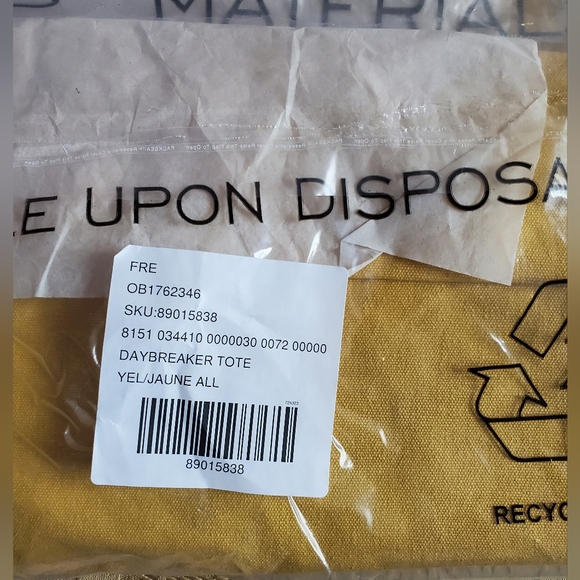 MATERIAL
E UPON DISPOSA
FRE
OB1762346
SKU:89015838
8151 034410 0000030 0072 00000
DAYBREAKER TOTE
YEL/JAUNE ALL
89015838
RECYC